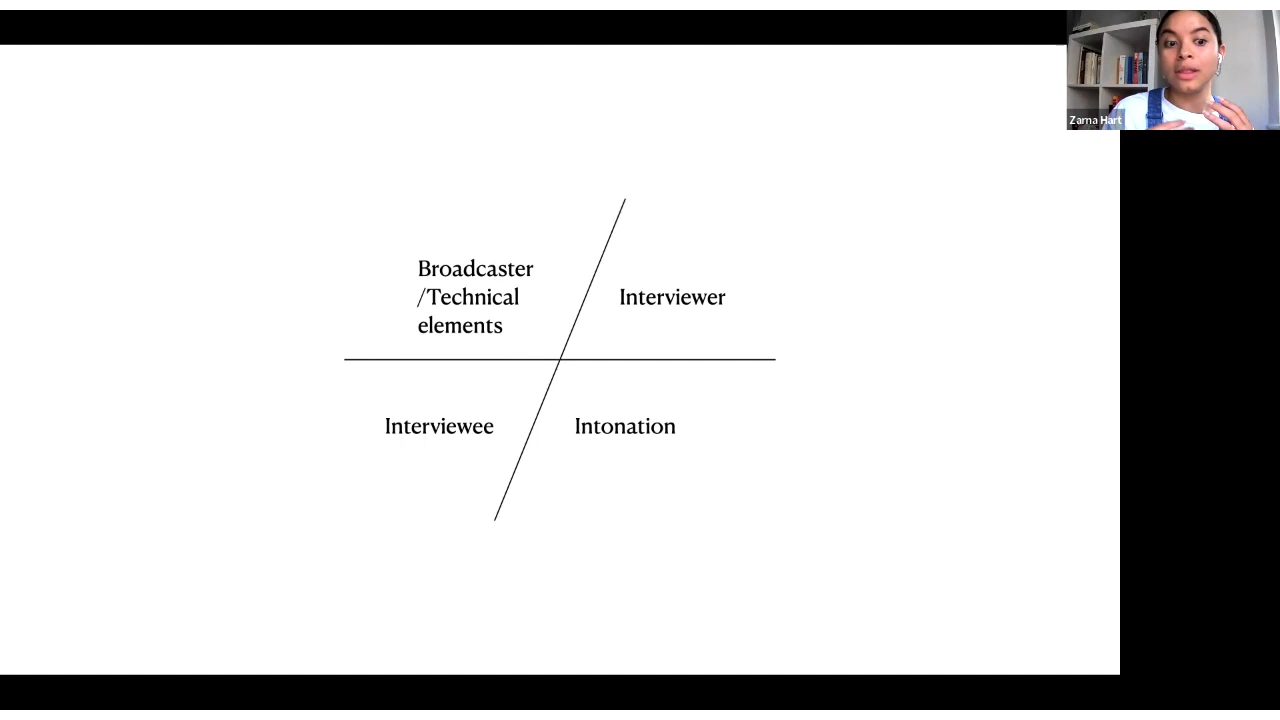 Zarna Hart
Broadcaster
/Technical
elements
Interviewer
Interviewee
Intonation